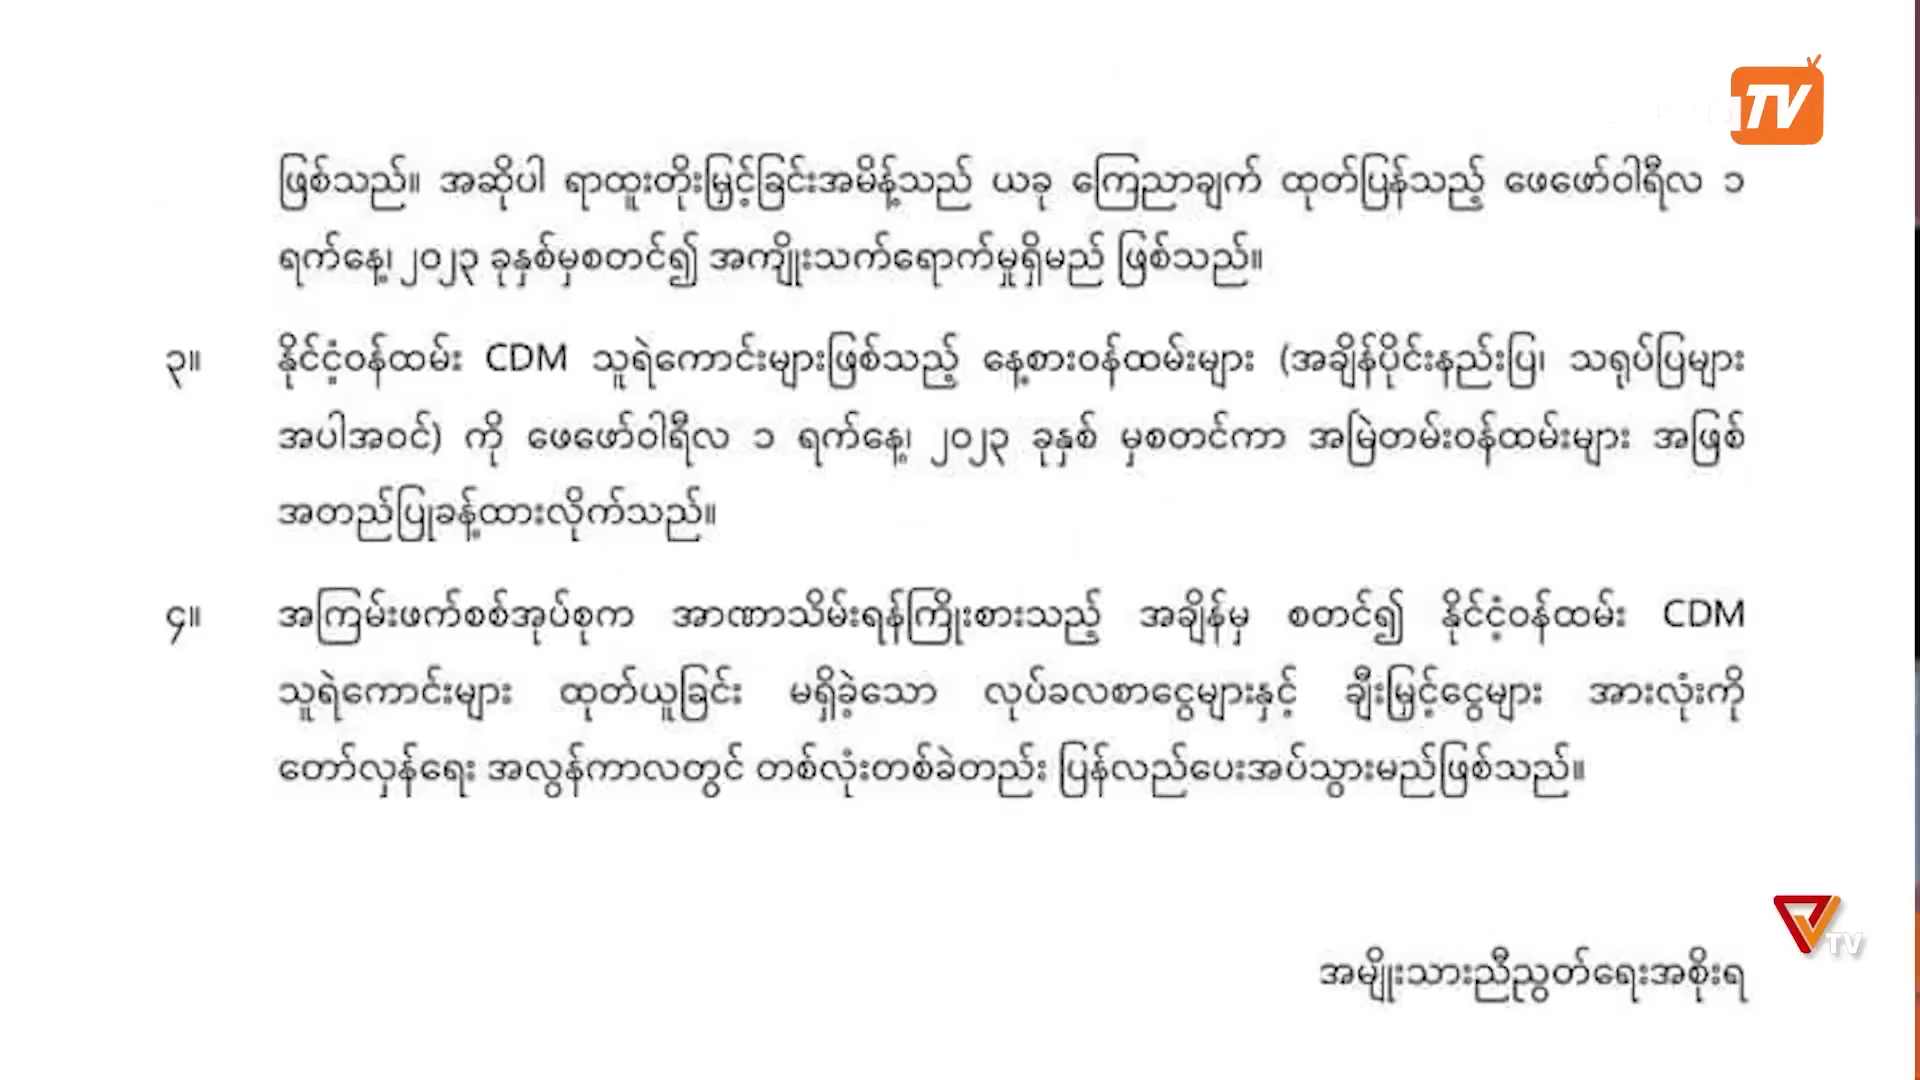 TV
ဖြစ်သည်။ အဆိုပါ ရာထူးတိုးမြှင့်ခြင်းအမိန့်သည် ယခု ကြေညာချက် ထုတ်ပြန်သည့် ဖေဖော်ဝါရီလ ၁
ရက်နေ့၊ ၂၀၂၃ ခုနှစ်မှစတင်၍ အကျိုးသက်ရောက်မှုရှိမည် ဖြစ်သည်။
၃။ နိုင်ငံ့ဝန်ထမ်း CDM သူရဲကောင်းများဖြစ်သည့် နေ့စားဝန်ထမ်းများ (အချိန်ပိုင်းနည်းပြ၊ သရုပ်ပြများ
အပါအဝင်) ကို ဖေဖော်ဝါရီလ ၁ ရက်နေ့၊ ၂၀၂၃ ခုနှစ် မှစတင်ကာ အမြဲတမ်းဝန်ထမ်းများ အဖြစ်
အတည်ပြုခန့်ထားလိုက်သည်။
၄။ အကြမ်းဖက်စစ်အုပ်စုက အာဏာသိမ်းရန်ကြိုးစားသည့် အချိန်မှ စတင်၍ နိုင်ငံ့ဝန်ထမ်း CDM
သူရဲကောင်းများ ထုတ်ယူခြင်း မရှိခဲ့သော လုပ်ခလစာငွေများနှင့် ချီးမြှင့်ငွေများ အားလုံးကို
တော်လှန်ရေး အလွန်ကာလတွင် တစ်လုံးတစ်ခဲတည်း ပြန်လည်ပေးအပ်သွားမည်ဖြစ်သည်။
TV
အမျိုးသားညီညွတ်ရေးအစိုးရ